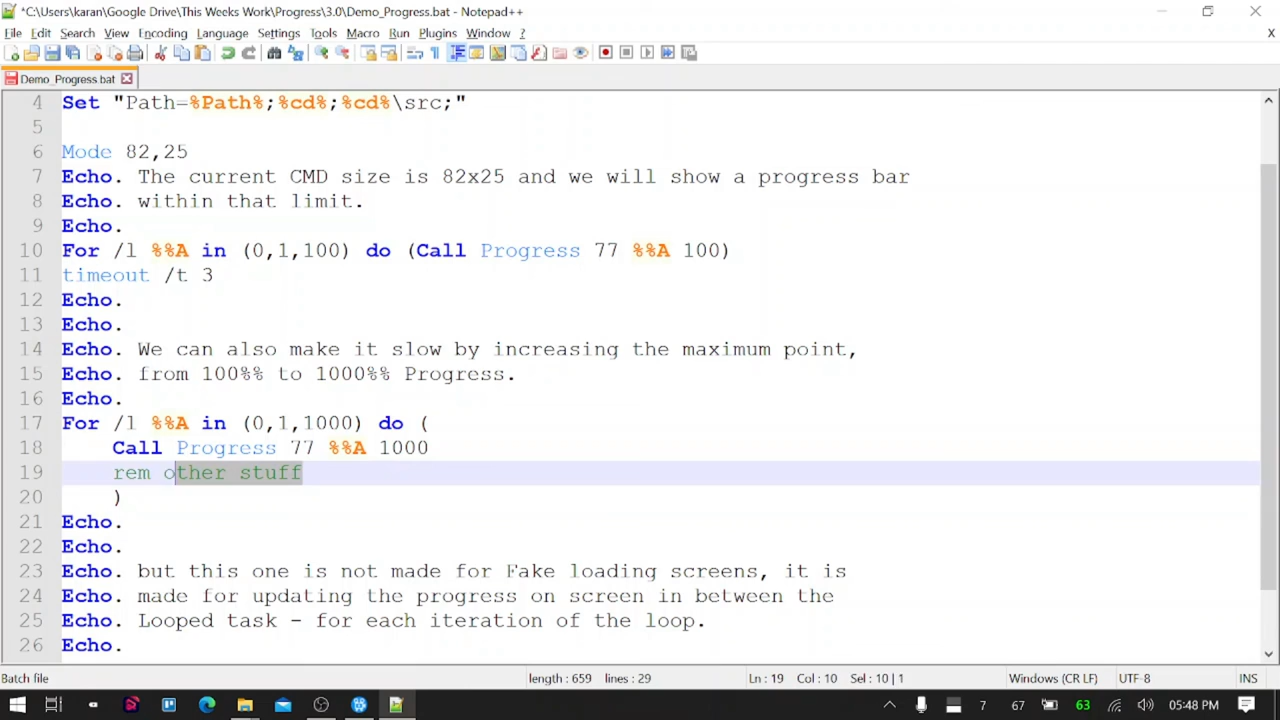 *C:\Users\karan\Google Drive\This Weeks Work\Progress\3.0\Demo_Progress.bat - Notepad++
File Edit Search View Encoding Language Settings Tools Macro Run Plugins Window ? X
Demo_Progress.bat
4 Set "Path=%Path%;%cd%;%cd%\src;"
5
6 Mode 82,25
7 Echo. The current CMD size is 82x25 and we will show a progress bar
8 Echo. within that limit.
9 Echo.
10 For /l %%A in (0,1,100) do (Call Progress 77 %%A 100)
11 timeout /t 3
12 Echo.
13 Echo.
14 Echo. We can also make it slow by increasing the maximum point,
15 Echo. from 100%% to 1000%% Progress.
16 Echo.
17 For /l %%A in (0,1,1000) do (
18 Call Progress 77 %%A 1000
19 rem other stuff
20 )
21 Echo.
22 Echo.
23 Echo. but this one is not made for Fake loading screens, it is
24 Echo. made for updating the progress on screen in between the
25 Echo. Looped task - for each iteration of the loop.
26 Echo.
Batch file length : 659 lines : 29 Ln : 19 Col : 10 Sel : 10 | 1 Windows (CR LF) UTF-8 INS
7 67 63 05:48 PM